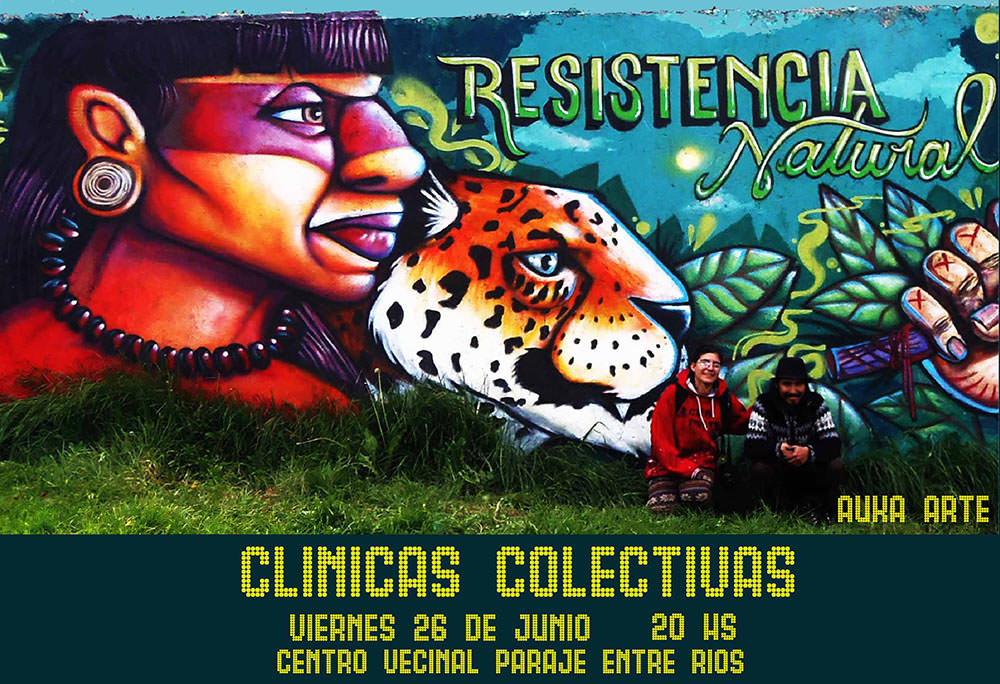 RESISTENCIA
Natural
AUKA ARTE
CLINICAS COLECTIVAS
VIERNES 26 DE JUNIO 20 HS
CENTRO VECINAL PARAJE ENTRE RIOS